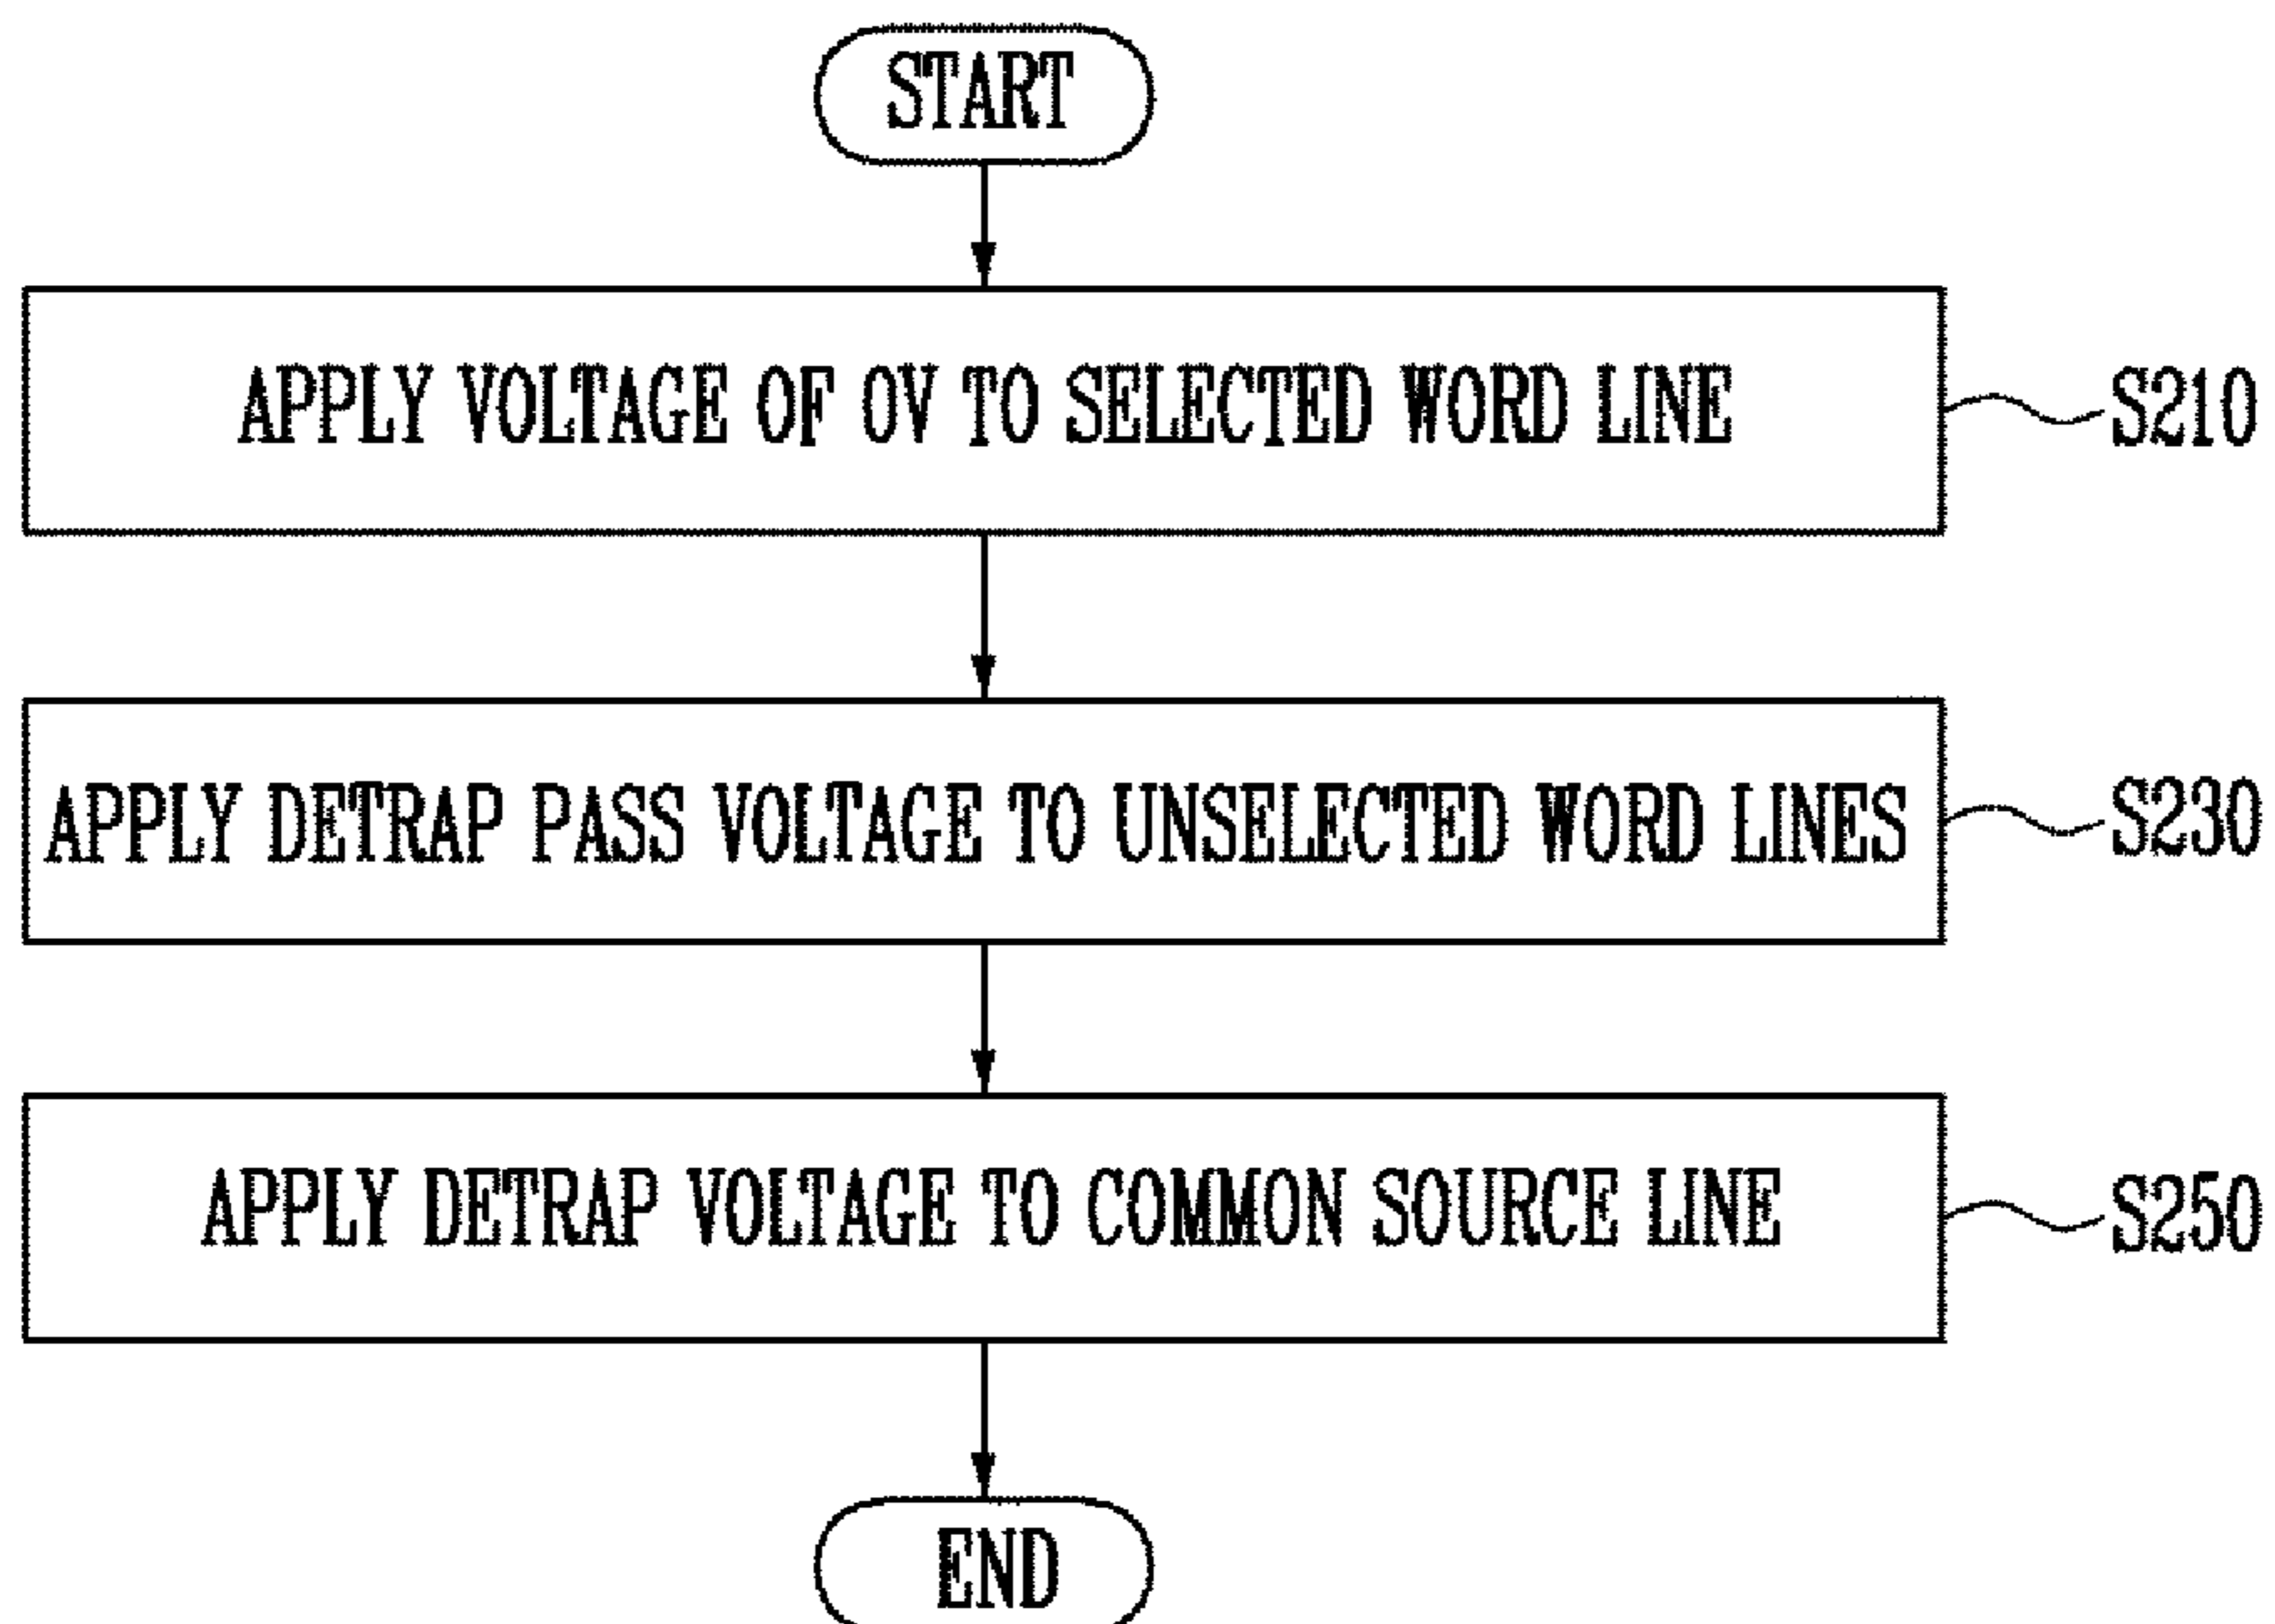 START
APPLY VOLTAGE OF 0V TO SELECTED WORD LINE
S210
APPLY DETRAP PASS VOLTAGE TO UNSELECTED WORD LINES
S230
APPLY DETRAP VOLTAGE TO COMMON SOURCE LINE
S250
END